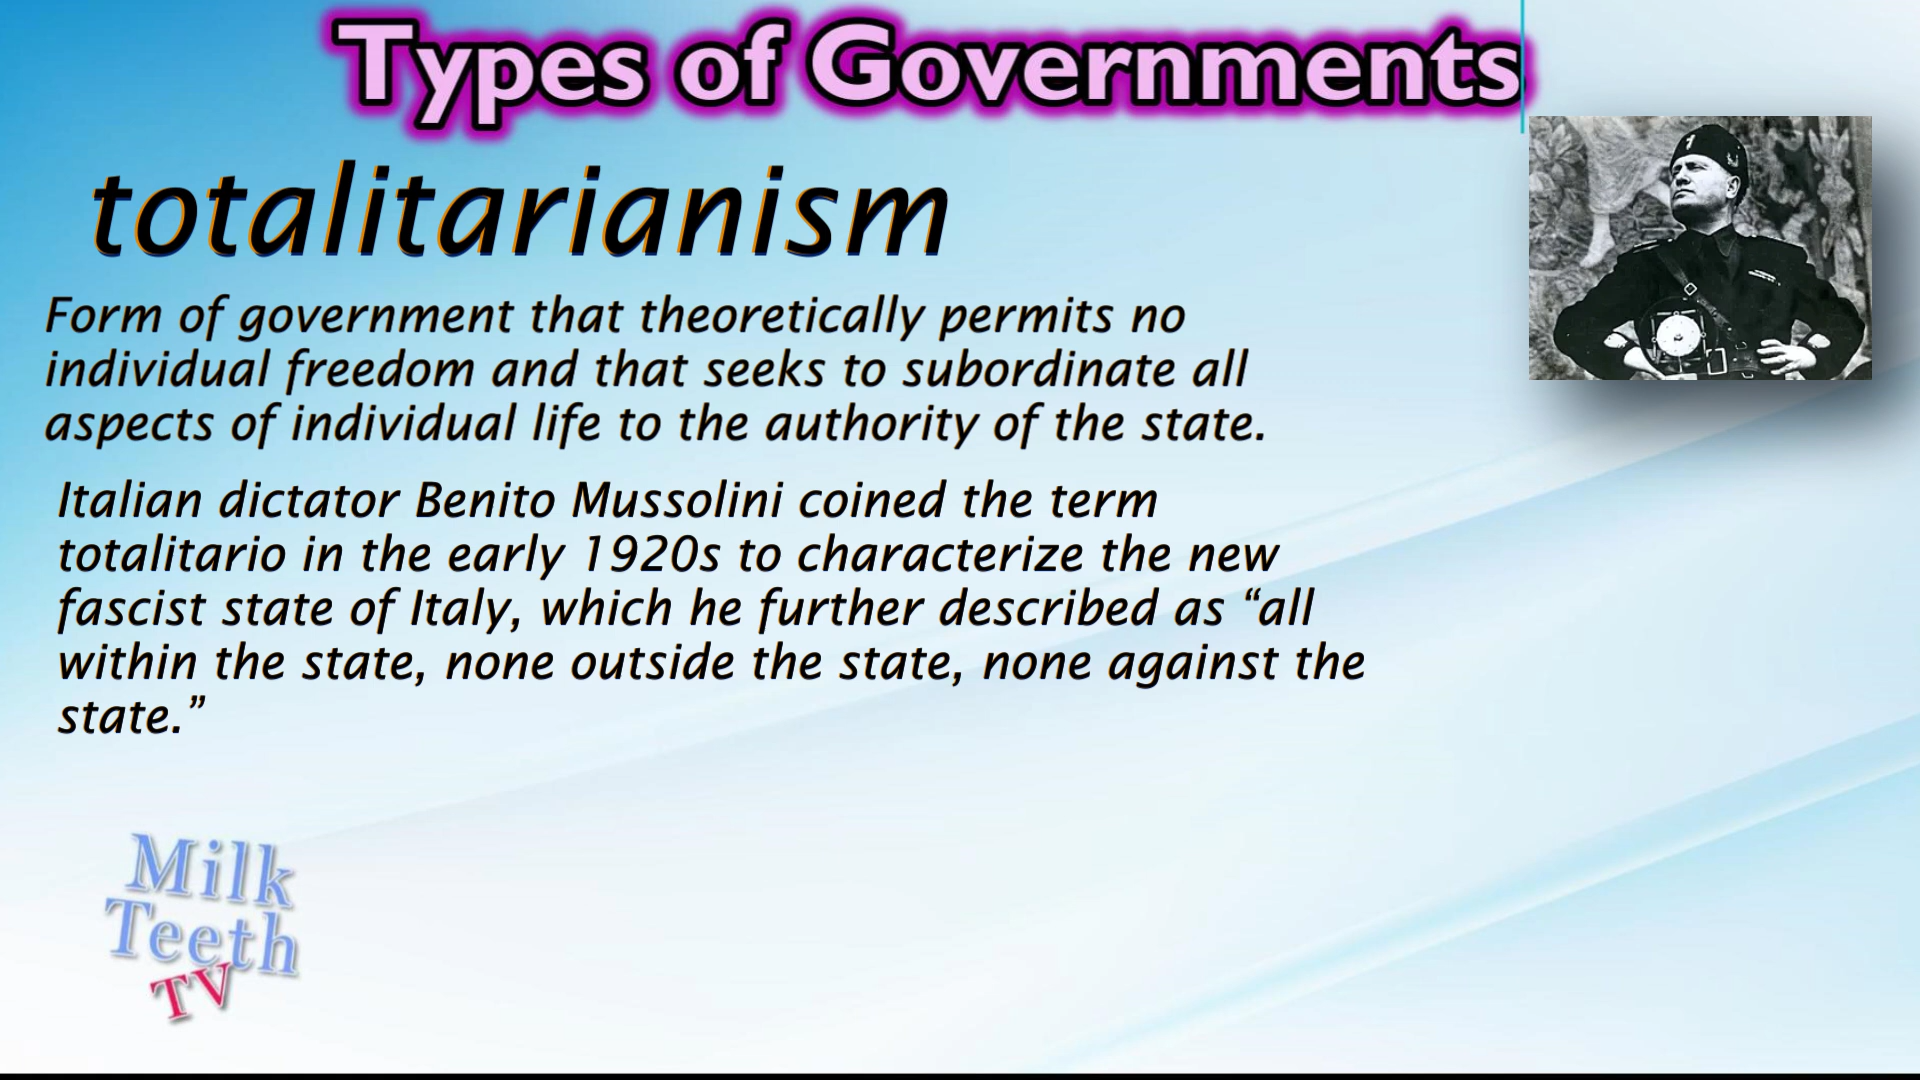 Types of Governments
totalitarianism
Form of government that theoretically permits no
individual freedom and that seeks to subordinate all
aspects of individual life to the authority of the state.
Italian dictator Benito Mussolini coined the term
totalitario in the early 1920s to characterize the new
fascist state of Italy, which he further described as “all
within the state, none outside the state, none against the
state.”
Milk
Teeth
TV